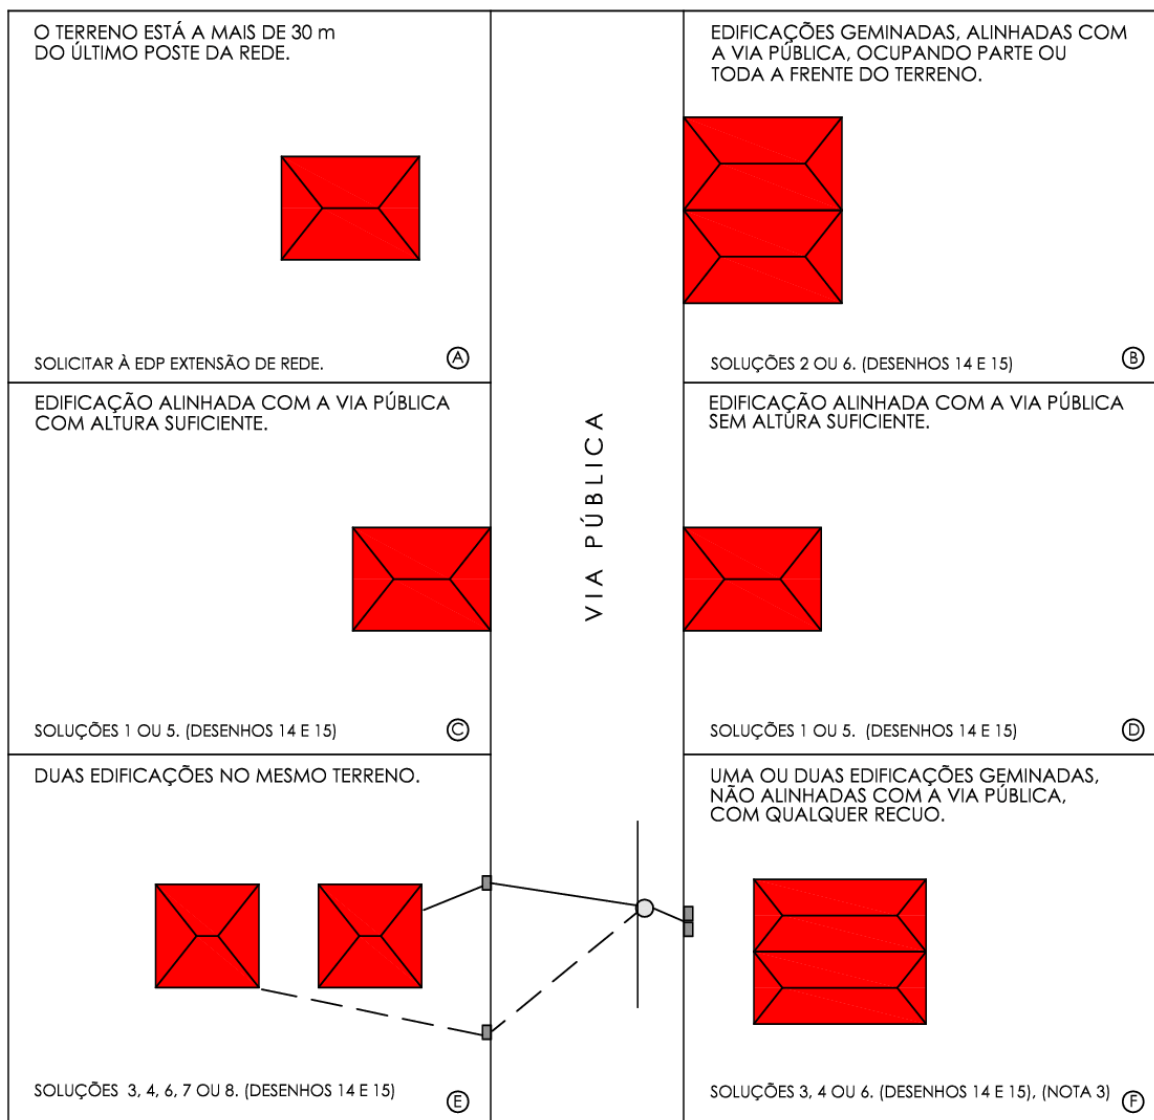 O TERRENO ESTÁ A MAIS DE 30 m
DO ÚLTIMO POSTE DA REDE.
SOLICITAR À EDP EXTENSÃO DE REDE.
A
EDIFICAÇÕES GEMINADAS, ALINHADAS COM
A VIA PÚBLICA, OCUPANDO PARTE OU
TODA A FRENTE DO TERRENO.
SOLUÇÕES 2 OU 6. (DESENHOS 14 E 15)
B
EDIFICAÇÃO ALINHADA COM A VIA PÚBLICA
COM ALTURA SUFICIENTE.
SOLUÇÕES 1 OU 5. (DESENHOS 14 E 15)
C
VIA PÚBLICA
EDIFICAÇÃO ALINHADA COM A VIA PÚBLICA
SEM ALTURA SUFICIENTE.
SOLUÇÕES 1 OU 5. (DESENHOS 14 E 15)
D
DUAS EDIFICAÇÕES NO MESMO TERRENO.
SOLUÇÕES 3, 4, 6, 7 OU 8. (DESENHOS 14 E 15)
E
UMA OU DUAS EDIFICAÇÕES GEMINADAS,
NÃO ALINHADAS COM A VIA PÚBLICA,
COM QUALQUER RECUO.
SOLUÇÕES 3, 4 OU 6. (DESENHOS 14 E 15), (NOTA 3)
F